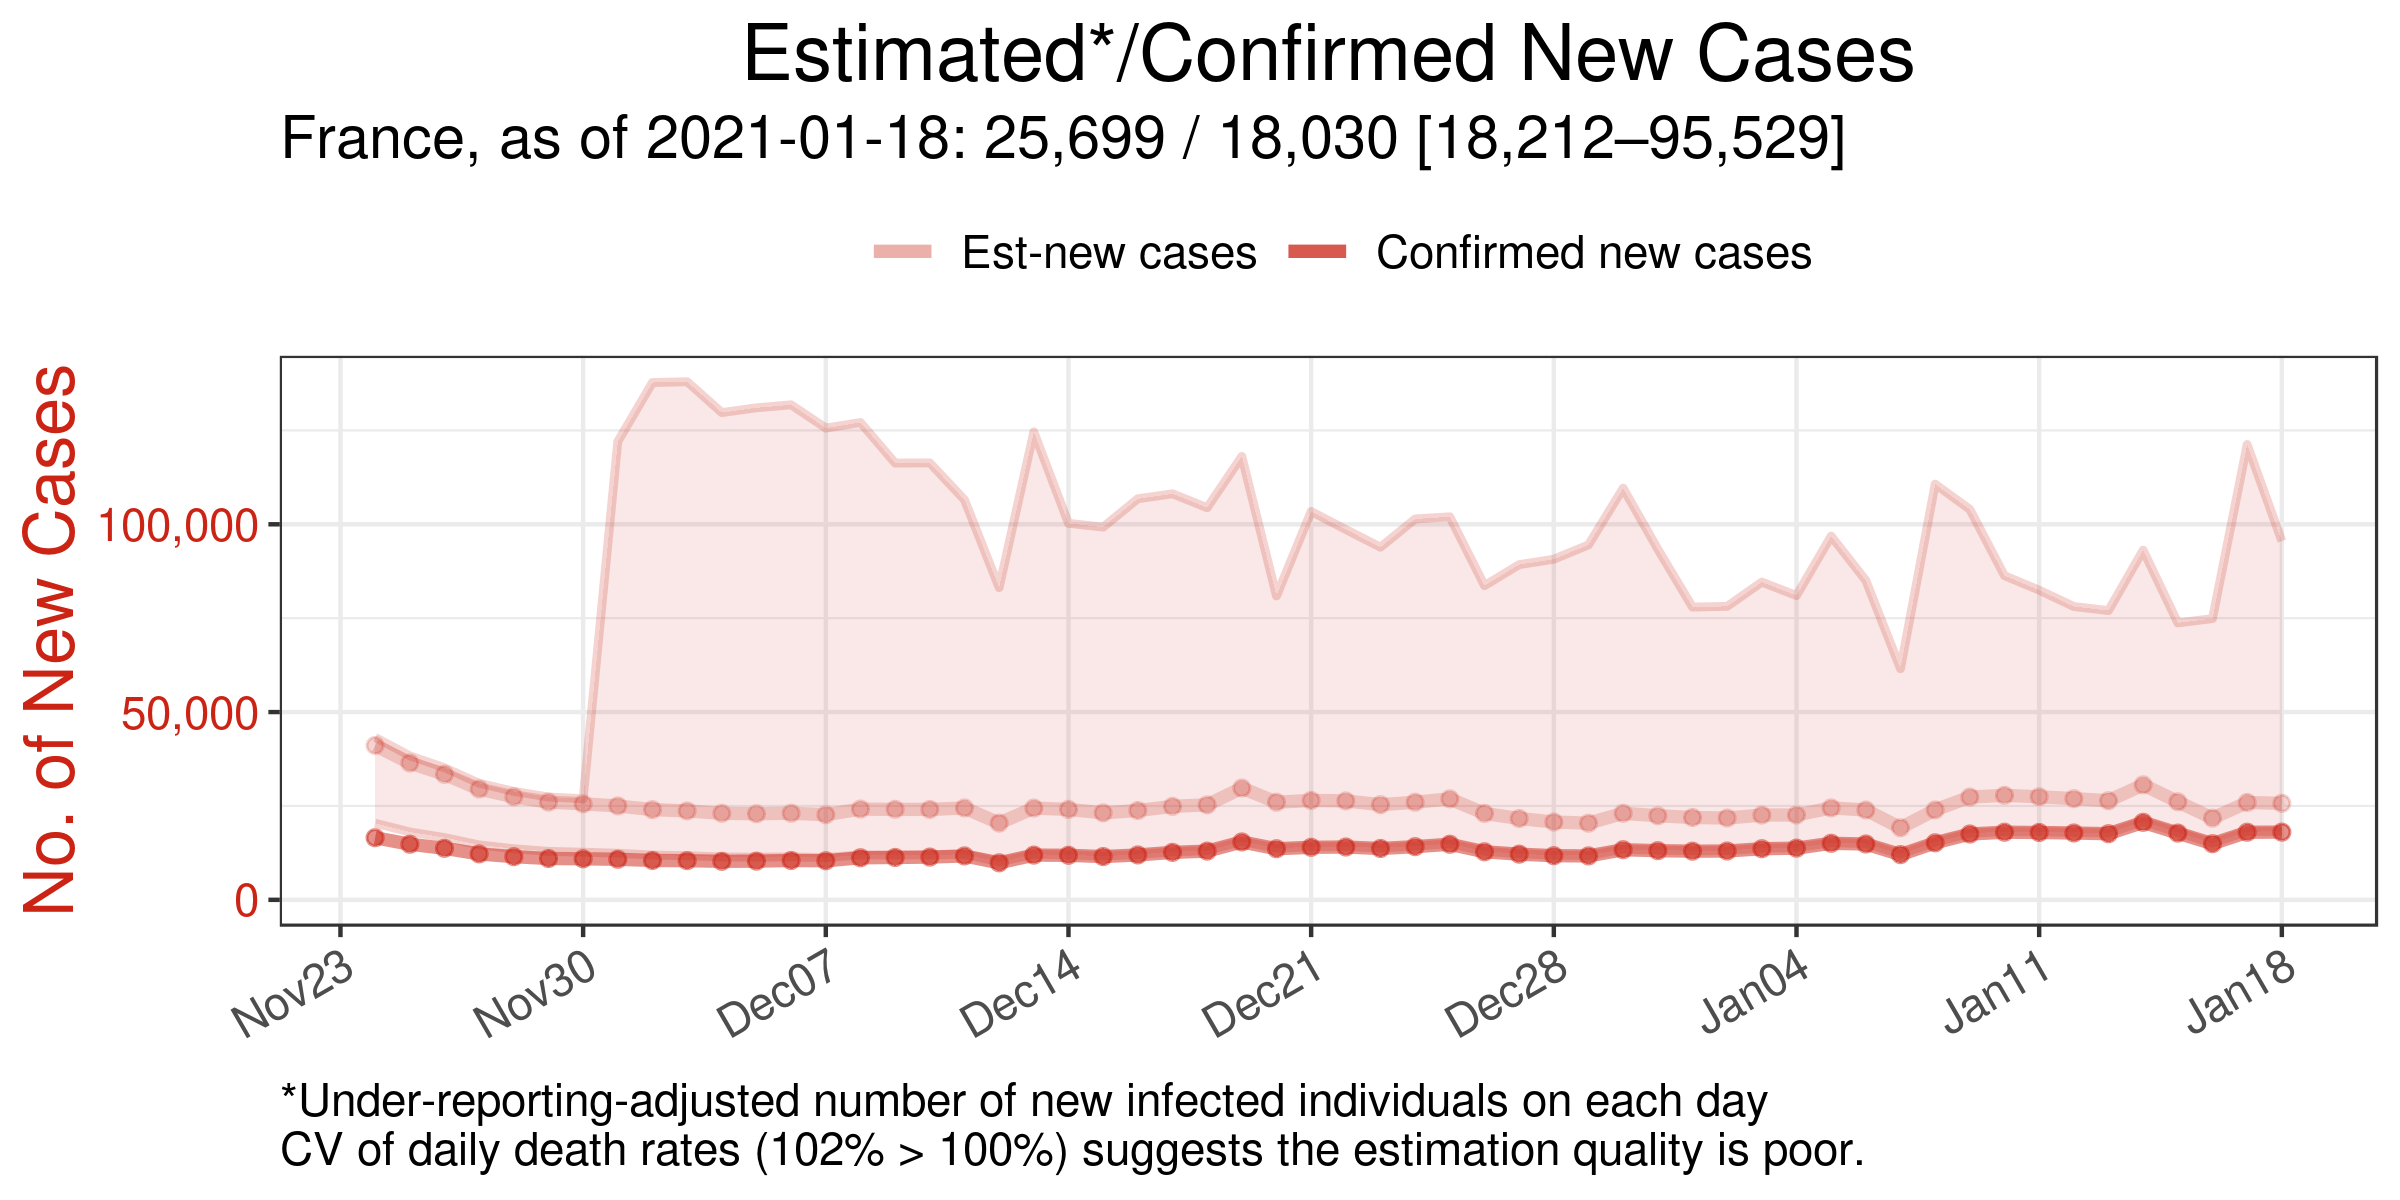 Estimated*/Confirmed New Cases
France, as of 2021-01-18: 25,699 / 18,030 [18,212–95,529]
Est-new cases
Confirmed new cases
No. of New Cases
100,000
50,000
0
Nov23
Nov30
Dec07
Dec14
Dec21
Dec28
Jan04
Jan11
Jan18
*Under-reporting-adjusted number of new infected individuals on each day
CV of daily death rates (102% > 100%) suggests the estimation quality is poor.